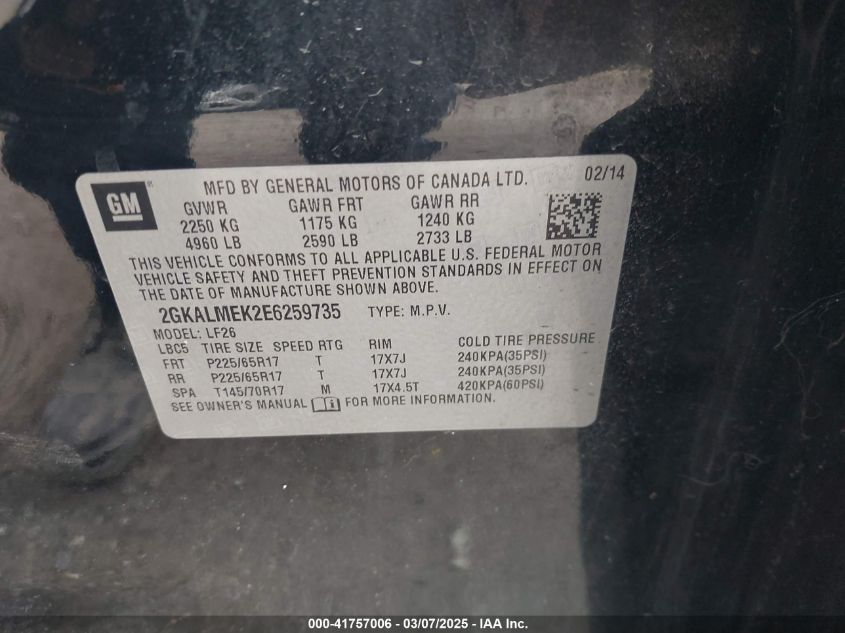 GM
MFD BY GENERAL MOTORS OF CANADA LTD. 02/14
GVWR GAWR FRT GAWR RR
2250 KG 1175 KG 1240 KG
4960 LB 2590 LB 2733 LB
THIS VEHICLE CONFORMS TO ALL APPLICABLE U.S. FEDERAL MOTOR
VEHICLE SAFETY AND THEFT PREVENTION STANDARDS IN EFFECT ON
THE DATE OF MANUFACTURE SHOWN ABOVE.
2GKALMEK2E6259735 TYPE: M.P.V.
MODEL: LF26
LBC5 TIRE SIZE SPEED RTG RIM COLD TIRE PRESSURE
FRT P225/65R17 T 17X7J 240KPA(35PSI)
RR P225/65R17 T 17X7J 240KPA(35PSI)
SPA T145/70R17 M 17X4.5T 420KPA(60PSI)
SEE OWNER'S MANUAL FOR MORE INFORMATION.
000-41757006 - 03/07/2025 - IAA Inc.